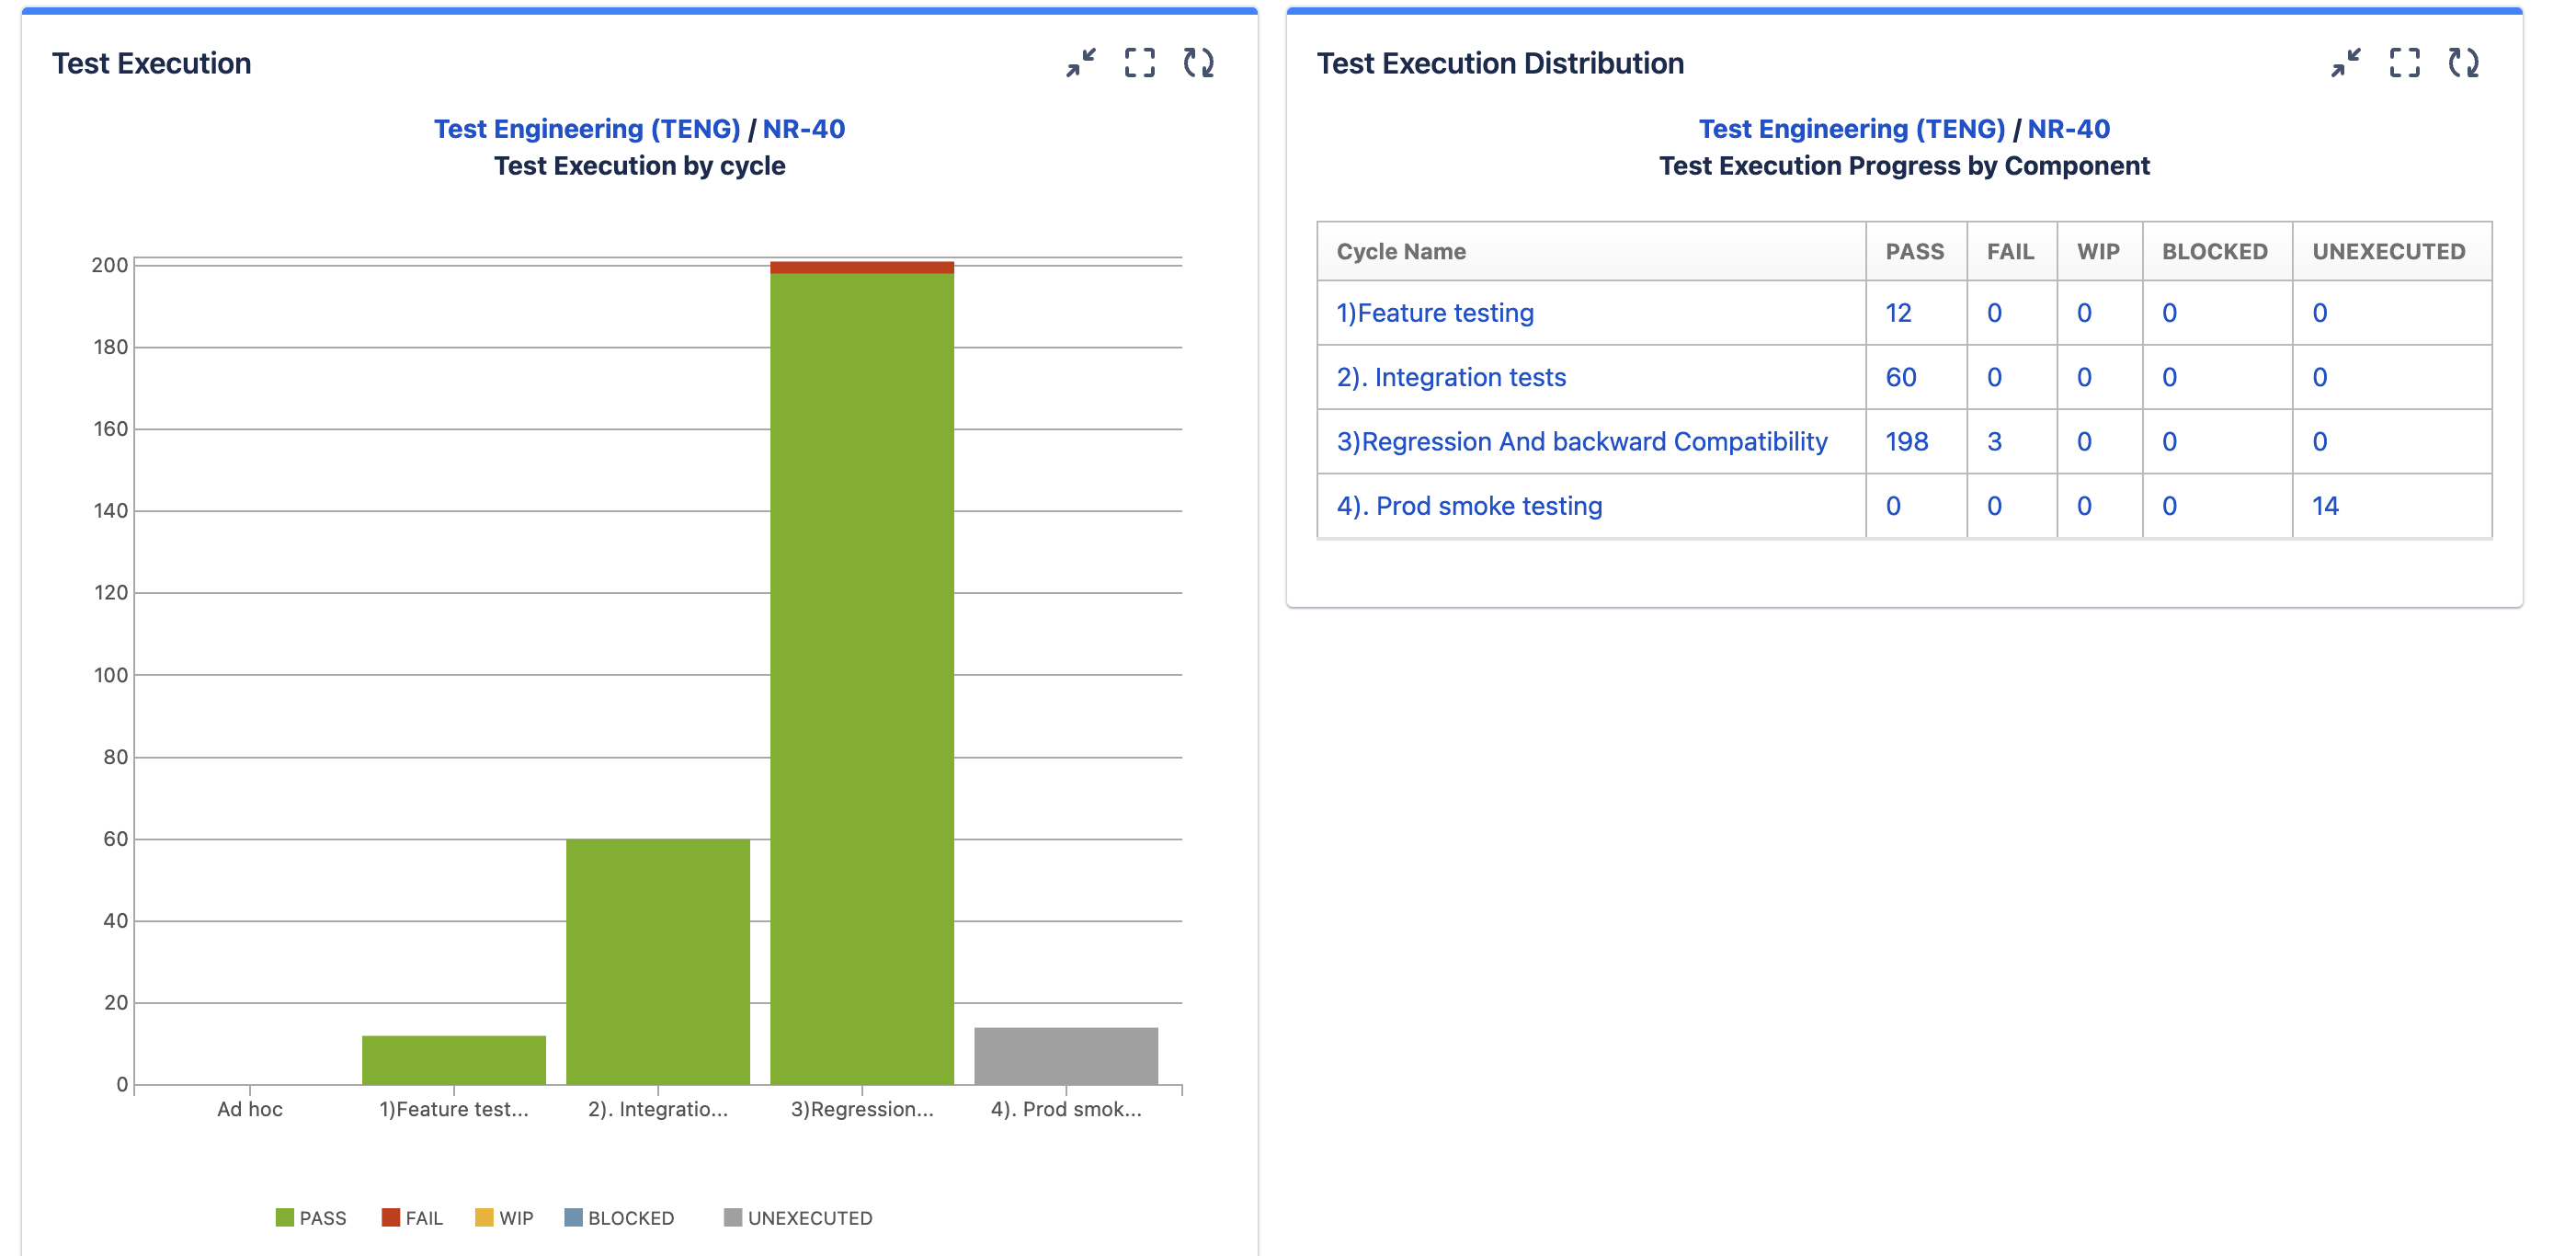 Test Execution
Test Engineering (TENG) / NR-40
Test Execution by cycle
200
180
160
140
120
100
80
60
40
20
0
Ad hoc 1)Feature test... 2). Integratio... 3)Regression... 4). Prod smok...
PASS FAIL WIP BLOCKED UNEXECUTED
Test Execution Distribution
Test Engineering (TENG) / NR-40
Test Execution Progress by Component
Cycle Name PASS FAIL WIP BLOCKED UNEXECUTED
1)Feature testing 12 0 0 0 0
2). Integration tests 60 0 0 0 0
3)Regression And backward Compatibility 198 3 0 0 0
4). Prod smoke testing 0 0 0 0 14